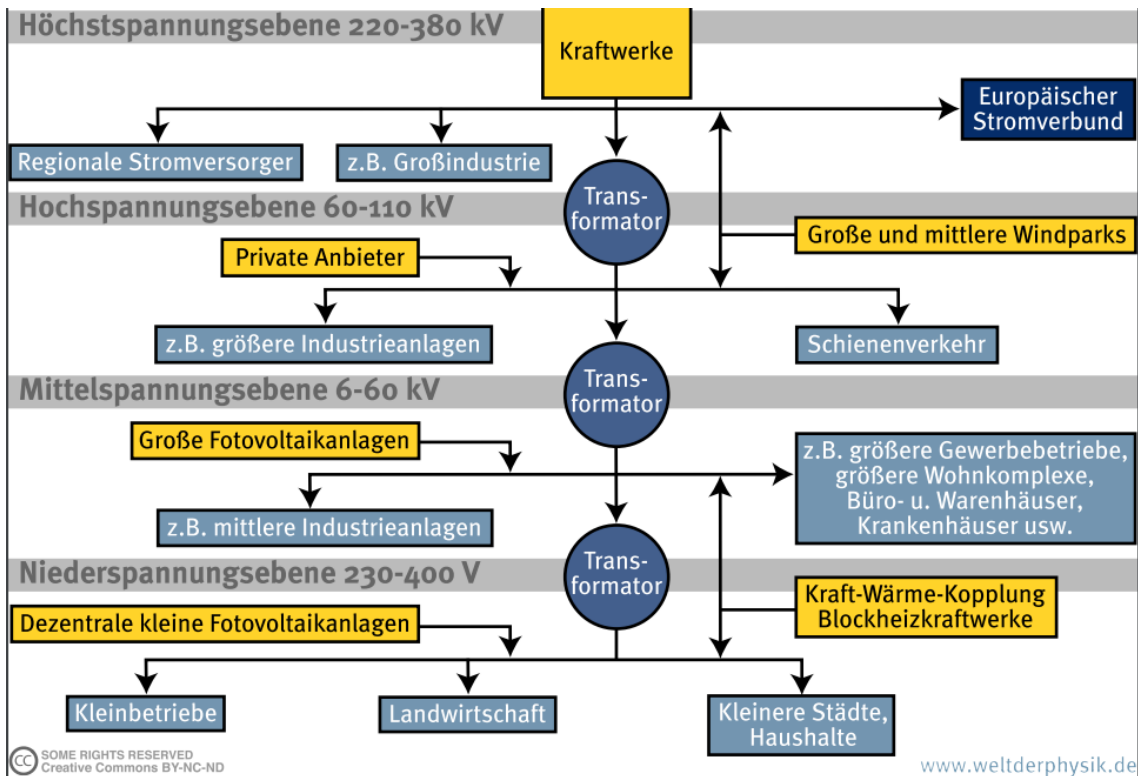 Höchstspannungsebene 220-380 kV
Kraftwerke
Europäischer
Stromverbund
Regionale Stromversorger
z.B. Großindustrie
Trans-
formator
Hochspannungsebene 60-110 kV
Große und mittlere Windparks
Private Anbieter
z.B. größere Industrieanlagen
Schienenverkehr
Trans-
formator
Mittelspannungsebene 6-60 kV
Große Fotovoltaikanlagen
z.B. größere Gewerbebetriebe,
größere Wohnkomplexe,
Büro- u. Warenhäuser,
Krankenhäuser usw.
z.B. mittlere Industrieanlagen
Trans-
formator
Niederspannungsebene 230-400 V
Kraft-Wärme-Kopplung
Blockheizkraftwerke
Dezentrale kleine Fotovoltaikanlagen
Kleinbetriebe
Landwirtschaft
Kleinere Städte,
Haushalte
cc SOME RIGHTS RESERVED
Creative Commons BY-NC-ND
www.weltderphysik.de